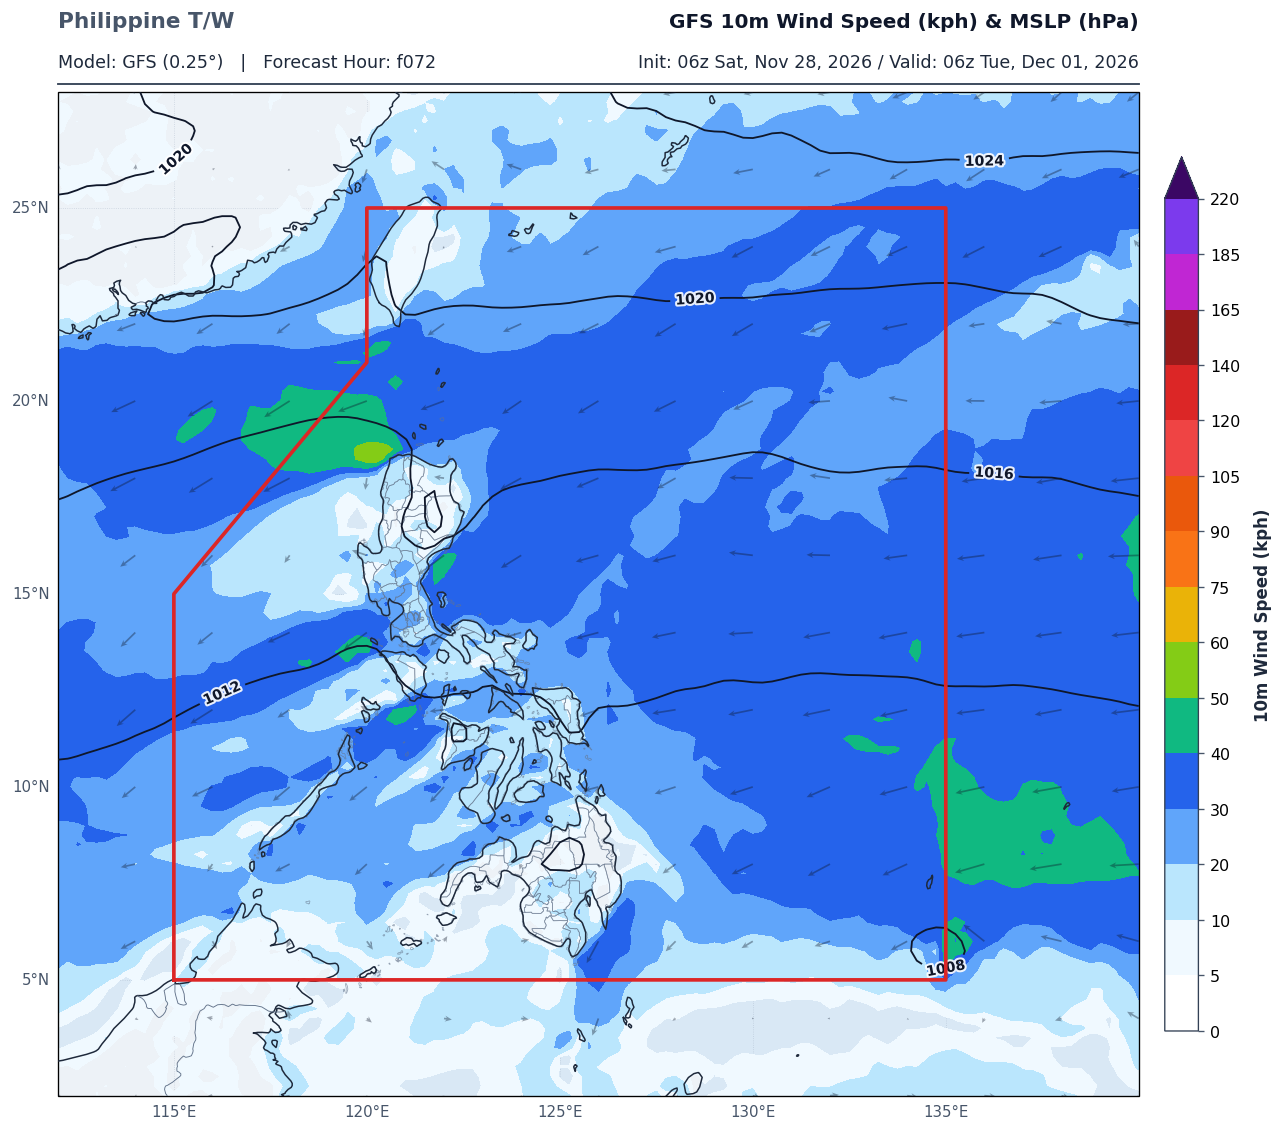 Philippine T/W
GFS 10m Wind Speed (kph) & MSLP (hPa)
Model: GFS (0.25°) | Forecast Hour: f072
Init: 06z Sat, Nov 28, 2026 / Valid: 06z Tue, Dec 01, 2026
1020
1024
25°N
1020
20°N
1016
15°N
1012
10°N
1008
5°N
115°E
120°E
125°E
130°E
135°E
220
185
165
140
120
105
90
75
60
50
40
30
20
10
5
0
10m Wind Speed (kph)